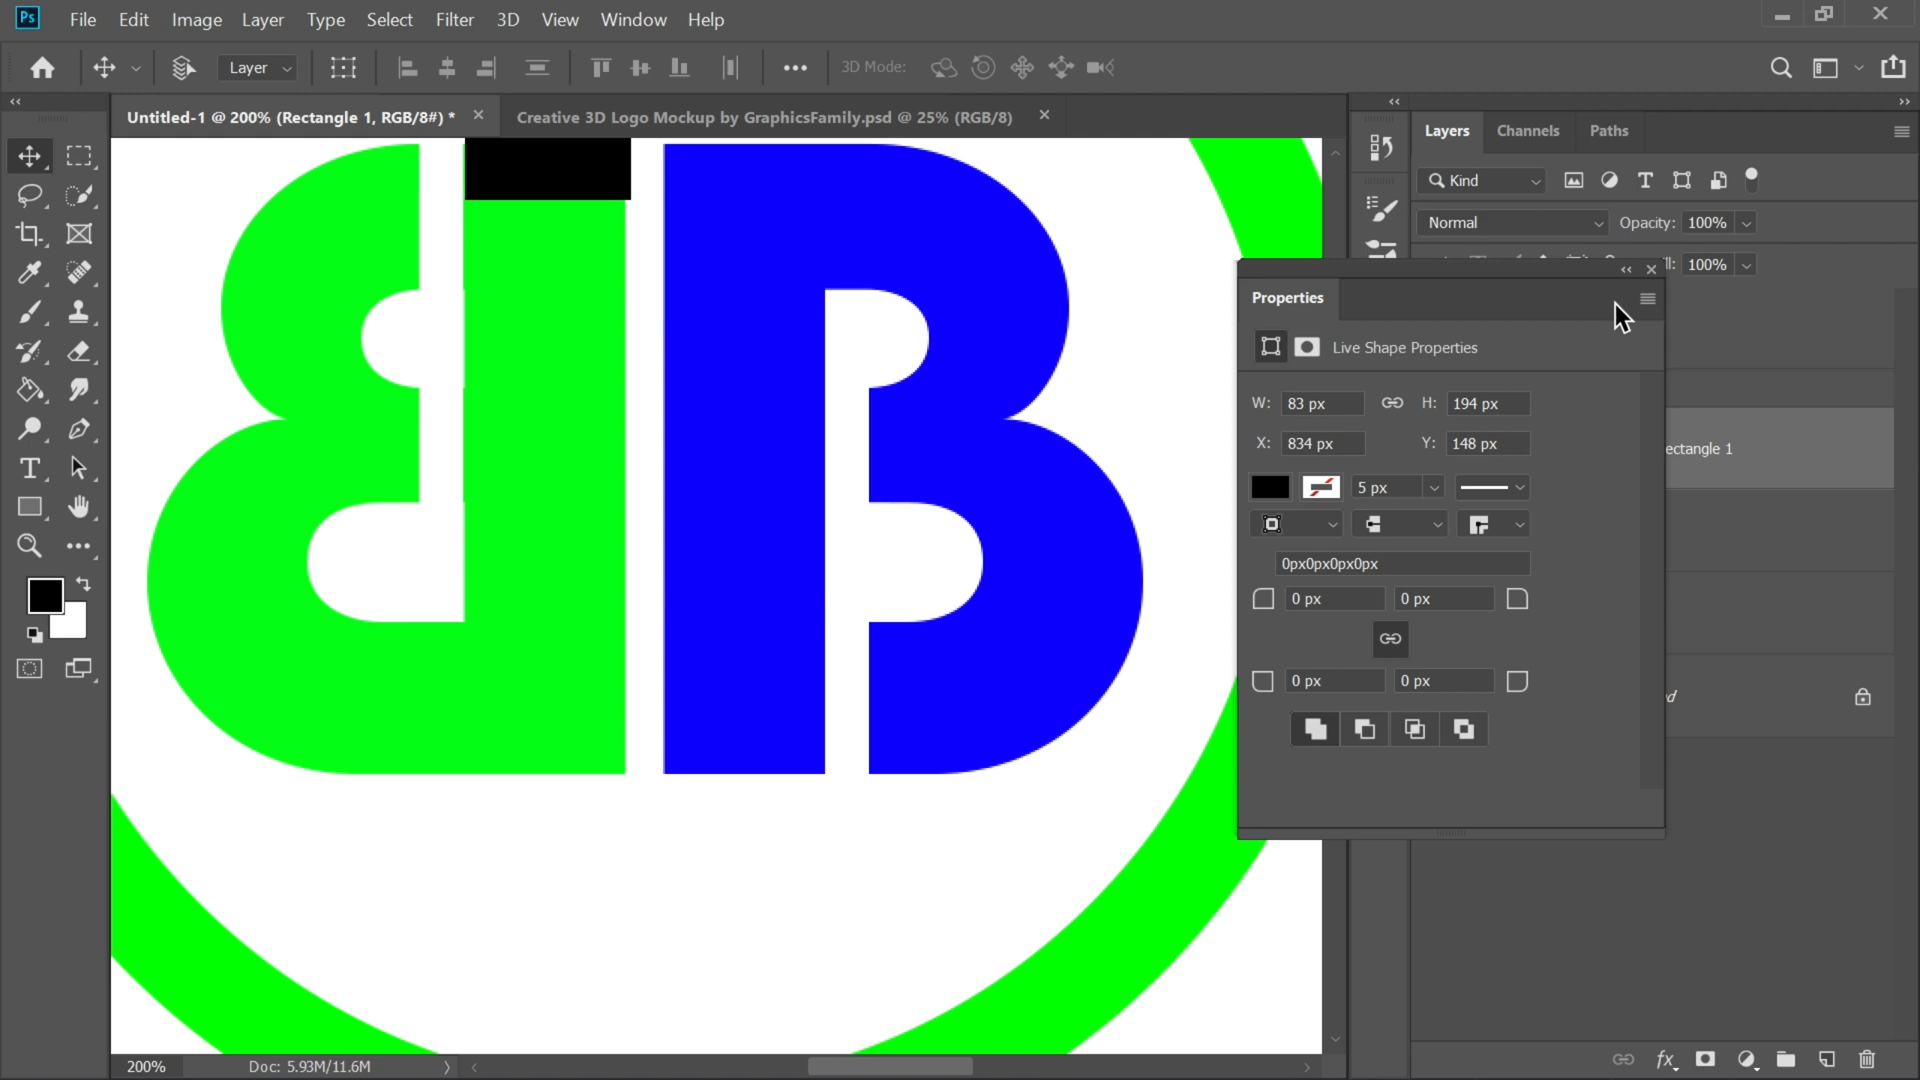 Ps File Edit Image Layer Type Select Filter 3D View Window Help
Layer 3D Mode:
Untitled-1 @ 200% (Rectangle 1, RGB/8#) * Creative 3D Logo Mockup by GraphicsFamily.psd @ 25% (RGB/8)
Layers Channels Paths
Kind
Normal Opacity: 100%
100%
Properties
Live Shape Properties
W: 83 px H: 194 px
X: 834 px Y: 148 px
ectangle 1
5 px
0px0px0px0px
0 px 0 px
0 px 0 px
BB
T
fx
200% Doc: 5.93M/11.6M